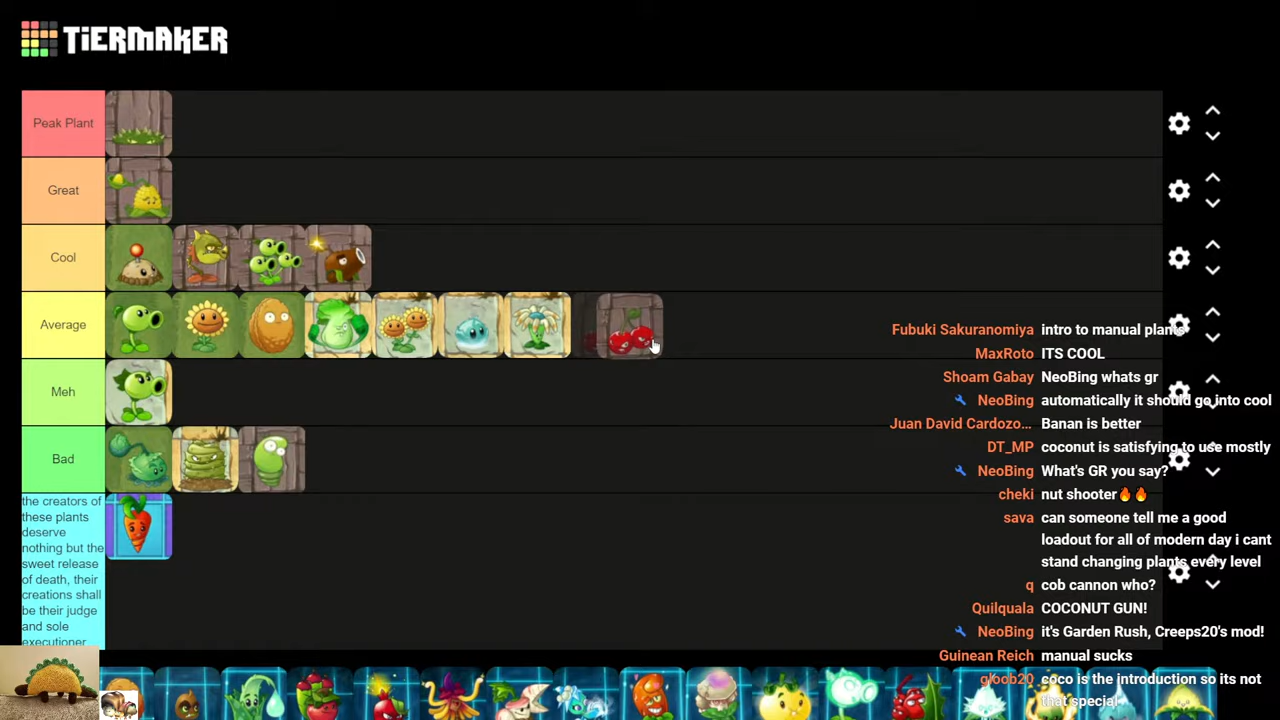 TIERMAKER
Peak Plant
Great
Cool
Average
Meh
Bad
the creators of
these plants
deserve
nothing but the
sweet release
of death, their
creations shall
be their judge
and sole
executioner
Fubuki Sakuranomiya intro to manual plants
MaxRoto ITS COOL
Shoam Gabay NeoBing whats gr
NeoBing automatically it should go into cool
Juan David Cardozo... Banan is better
DT_MP coconut is satisfying to use mostly
NeoBing What's GR you say?
cheki nut shooter🔥🔥
sava can someone tell me a good
loadout for all of modern day i cant
stand changing plants every level
q cob cannon who?
Quilquala COCONUT GUN!
NeoBing it's Garden Rush, Creeps20's mod!
Guinean Reich manual sucks
gloob20 coco is the introduction so its not
that special